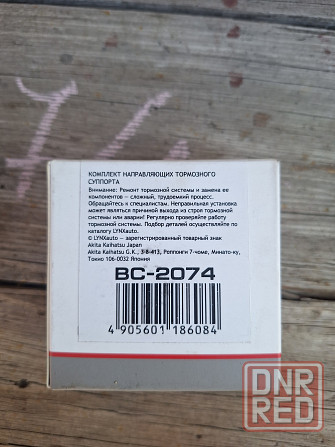 КОМПЛЕКТ НАПРАВЛЯЮЩИХ ТОРМОЗНОГО
СУППОРТА
Внимание: Ремонт тормозной системы и замена ее
компонентов – сложный, трудоемкий процесс.
Обращайтесь к специалистам. Неправильная установка
может являться причиной выхода из строя тормозной
системы или аварии! Регулярно проверяйте работу
тормозной системы. Подбор деталей осуществляйте по
каталогу LYNXauto.
© LYNXauto – зарегистрированный товарный знак
Akita Kaihatsu Japan
Akita Kaihatsu G.K., 3-6-413, Роппонги 7-чоме, Минато-ку,
Токио 106-0032 Япония
BC-2074
4 905601 186084
DNR
RED